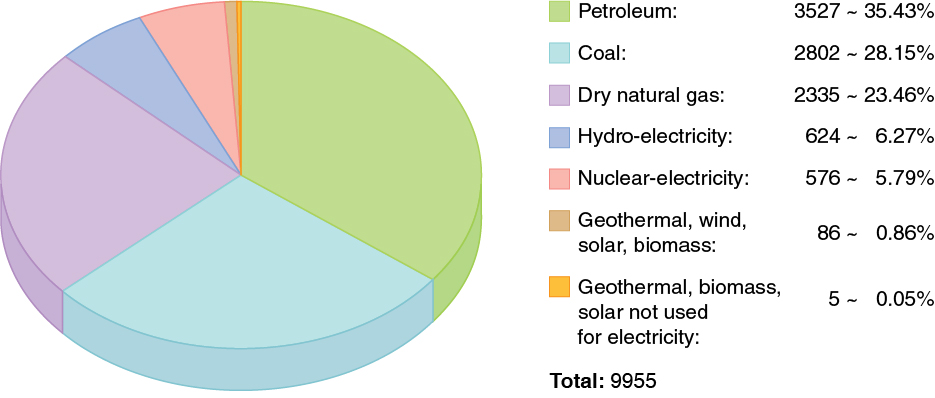 Petroleum: 3527 ~ 35.43%
Coal: 2802 ~ 28.15%
Dry natural gas: 2335 ~ 23.46%
Hydro-electricity: 624 ~ 6.27%
Nuclear-electricity: 576 ~ 5.79%
Geothermal, wind,
solar, biomass: 86 ~ 0.86%
Geothermal, biomass,
solar not used 5 ~ 0.05%
for electricity:
Total: 9955